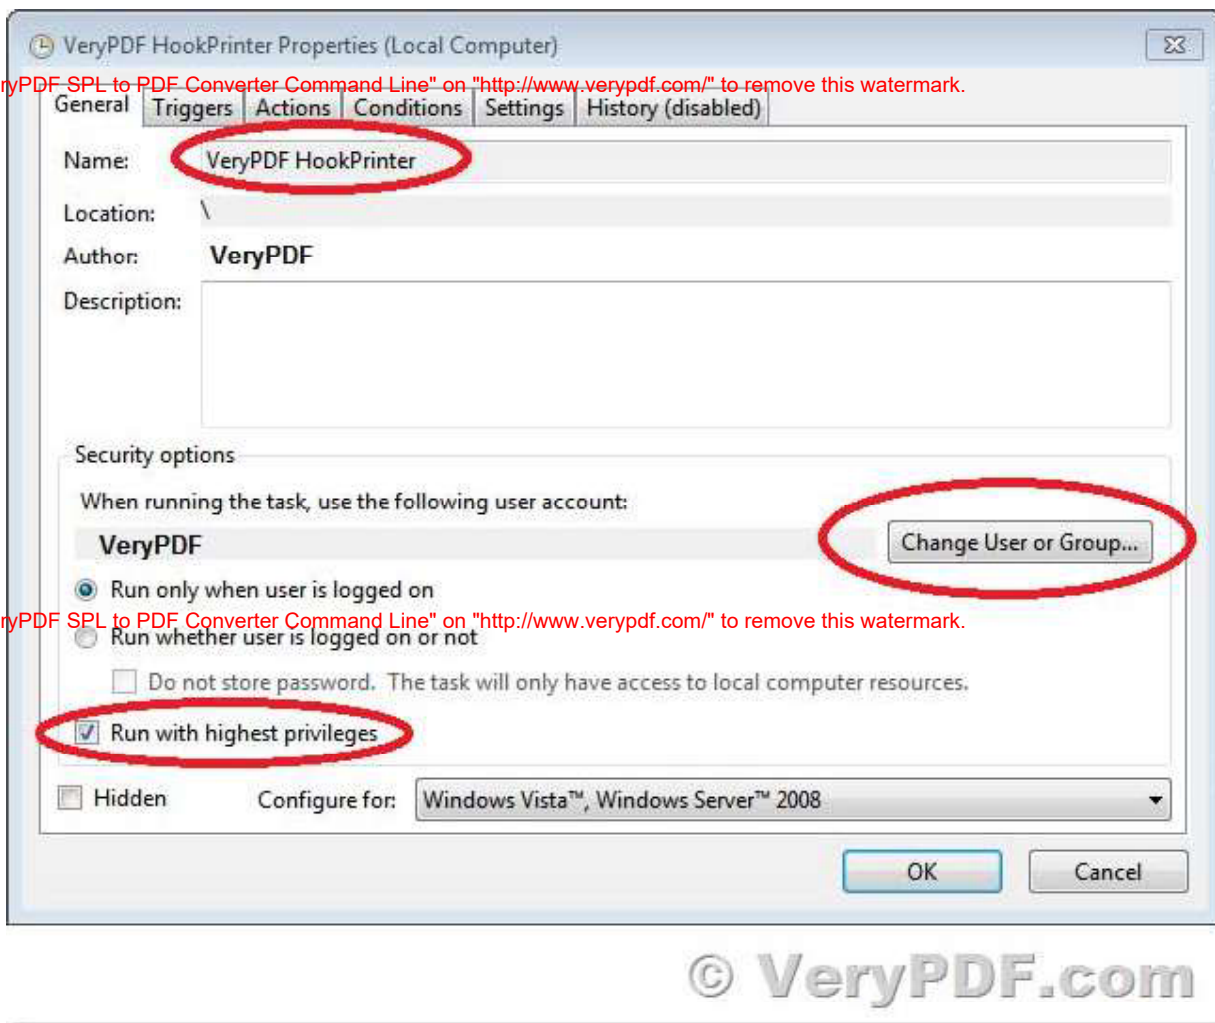 VeryPDF HookPrinter Properties (Local Computer)
ryPDF SPL to PDF Converter Command Line" on "http://www.verypdf.com/" to remove this watermark.
General Triggers Actions Conditions Settings History (disabled)
Name: VeryPDF HookPrinter
Location: \
Author: VeryPDF
Description:
Security options
When running the task, use the following user account:
VeryPDF Change User or Group...
Run only when user is logged on
ryPDF SPL to PDF Converter Command Line" on "http://www.verypdf.com/" to remove this watermark.
Run whether user is logged on or not
Do not store password. The task will only have access to local computer resources.
Run with highest privileges
Hidden Configure for: Windows Vista™, Windows Server™ 2008
OK Cancel
© VeryPDF.com